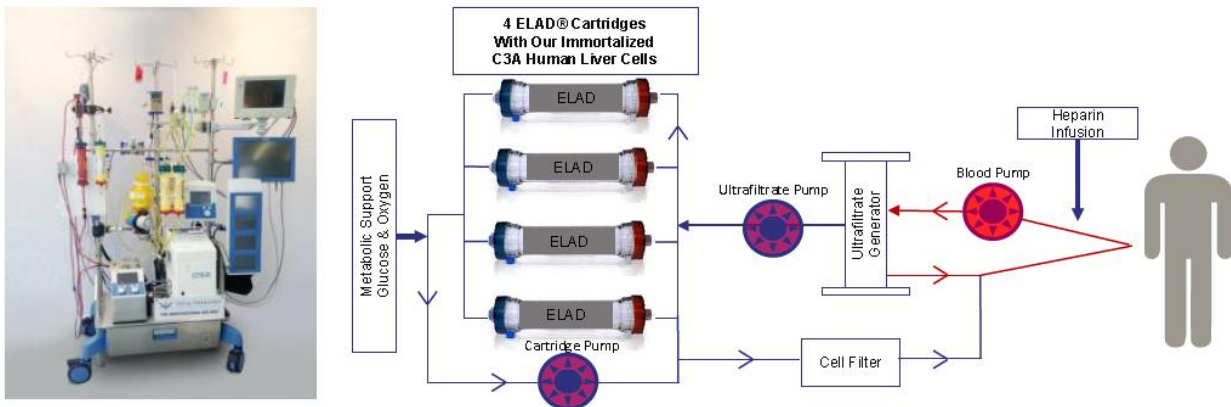 4 ELAD® Cartridges
With Our Immortalized
C3A Human Liver Cells
ELAD
ELAD
ELAD
ELAD
Metabolic Support
Glucose & Oxygen
Cartridge Pump
Ultrafiltrate Pump
Ultrafiltrate
Generator
Blood Pump
Heparin
Infusion
Cell Filter